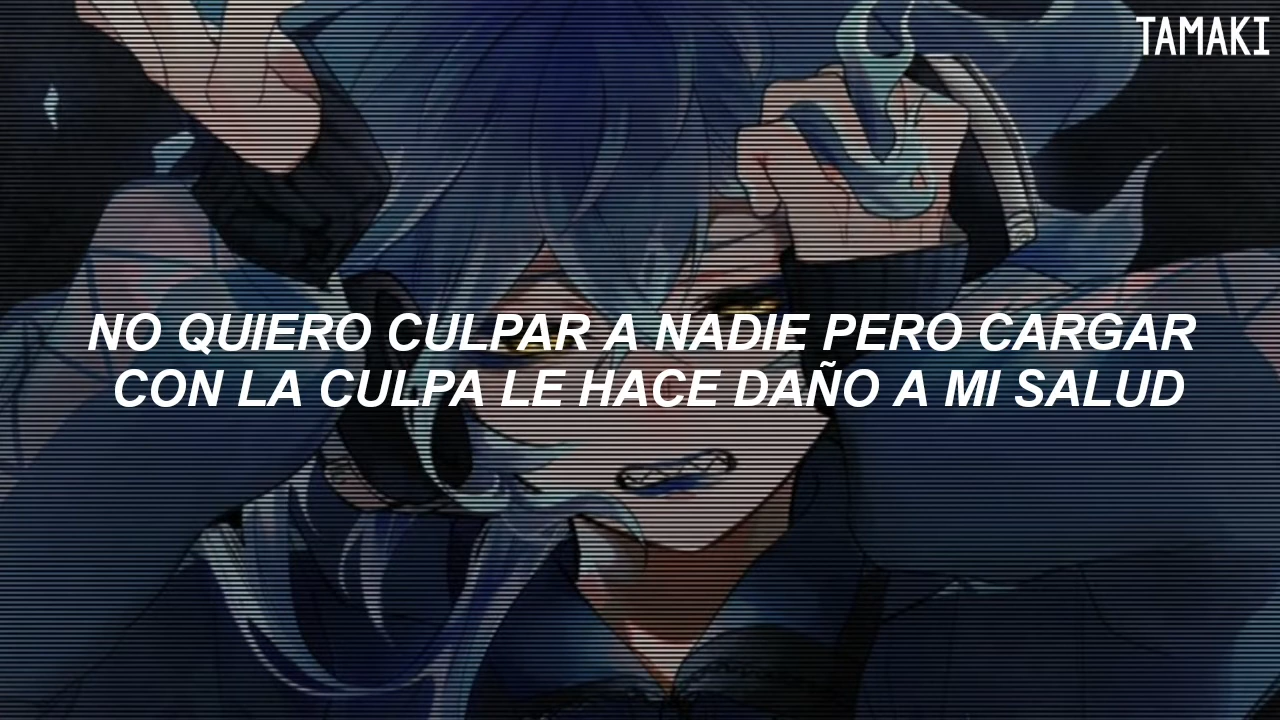 TAMAKI
NO QUIERO CULPAR A NADIE PERO CARGAR
CON LA CULPA LE HACE DAÑO A MI SALUD